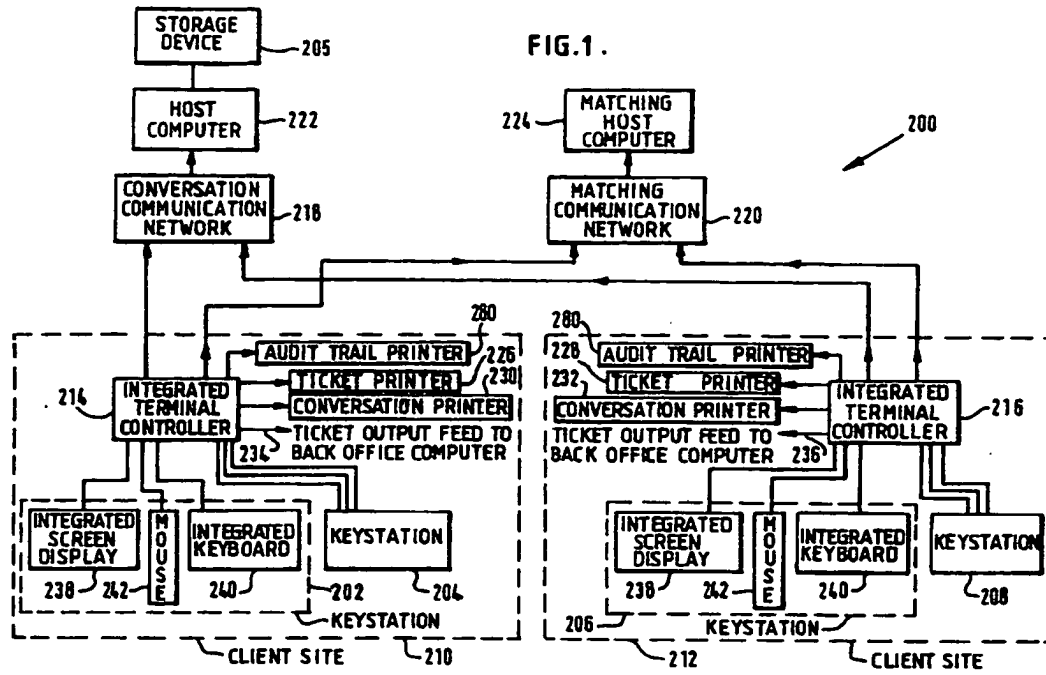 STORAGE
DEVICE
205
FIG.1.
HOST
COMPUTER
222
224
MATCHING
HOST
COMPUTER
200
CONVERSATION
COMMUNICATION
NETWORK
218
MATCHING
COMMUNICATION
NETWORK
220
280
AUDIT TRAIL PRINTER
226
TICKET PRINTER
230
CONVERSATION PRINTER
214
INTEGRATED
TERMINAL
CONTROLLER
234
TICKET OUTPUT FEED TO
BACK OFFICE COMPUTER
INTEGRATED
SCREEN
DISPLAY
238
MOUSE
242
INTEGRATED
KEYBOARD
240
202
KEYSTATION
204
KEYSTATION
CLIENT SITE
210
280
AUDIT TRAIL PRINTER
228
TICKET PRINTER
232
CONVERSATION PRINTER
INTEGRATED
TERMINAL
CONTROLLER
216
TICKET OUTPUT FEED TO
BACK OFFICE COMPUTER
236
INTEGRATED
SCREEN
DISPLAY
238
MOUSE
242
INTEGRATED
KEYBOARD
240
KEYSTATION
208
206
KEYSTATION
212
CLIENT SITE